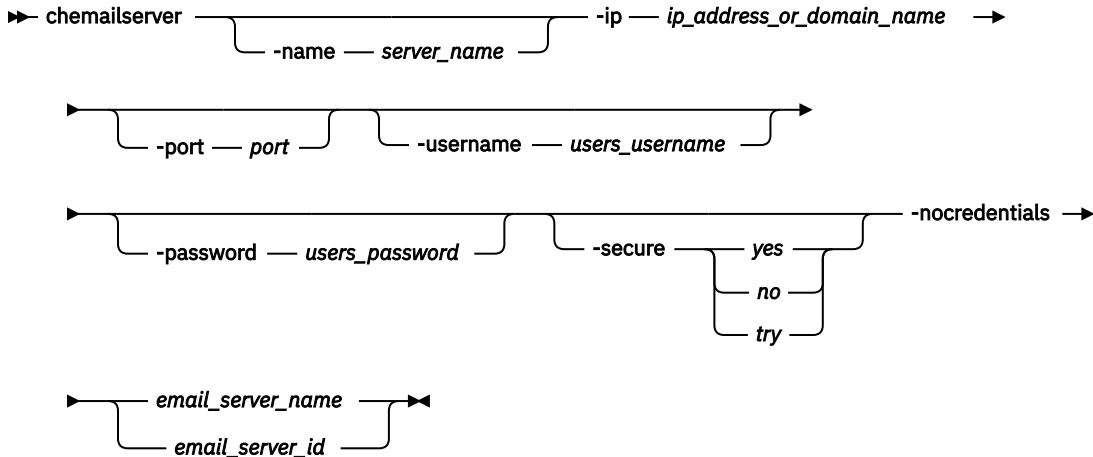 chemailserver -ip ip_address_or_domain_name
-name server_name
-port port -username users_username
-nocredentials
-password users_password -secure yes
no
try
email_server_name
email_server_id